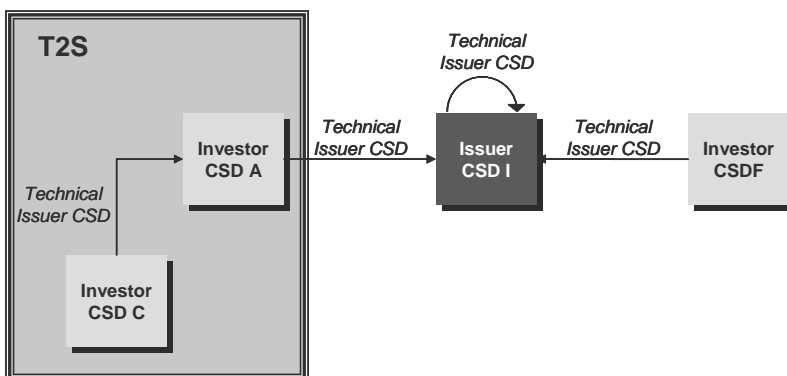 T2S
Technical
Issuer CSD
Investor
CSD A
Technical
Issuer CSD
Issuer
CSD I
Technical
Issuer CSD
Investor
CSDF
Technical
Issuer CSD
Investor
CSD C